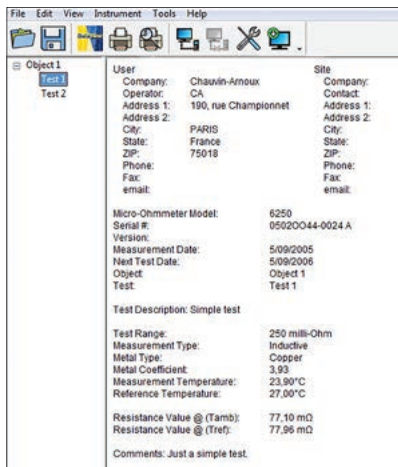 File Edit View Instrument Tools Help
Object 1
Test 1
Test 2
User Site
Company: Chauvin-Arnoux Company:
Operator: CA Contact:
Address 1: 190, rue Championnet Address 1:
Address 2: Address 2:
City: PARIS City:
State: France State:
ZIP: 75018 ZIP:
Phone: Phone:
Fax: Fax:
email: email:
Micro-Ohmmeter Model: 6250
Serial #: 0502OO44-0024 A
Version:
Measurement Date: 5/09/2005
Next Test Date: 5/09/2006
Object: Object 1
Test: Test 1
Test Description: Simple test
Test Range: 250 milli-Ohm
Measurement Type: Inductive
Metal Type: Copper
Metal Coefficient: 3,93
Measurement Temperature: 23,90°C
Reference Temperature: 27,00°C
Resistance Value @ (Tamb): 77,10 mΩ
Resistance Value @ (Tref): 77,96 mΩ
Comments: Just a simple test.